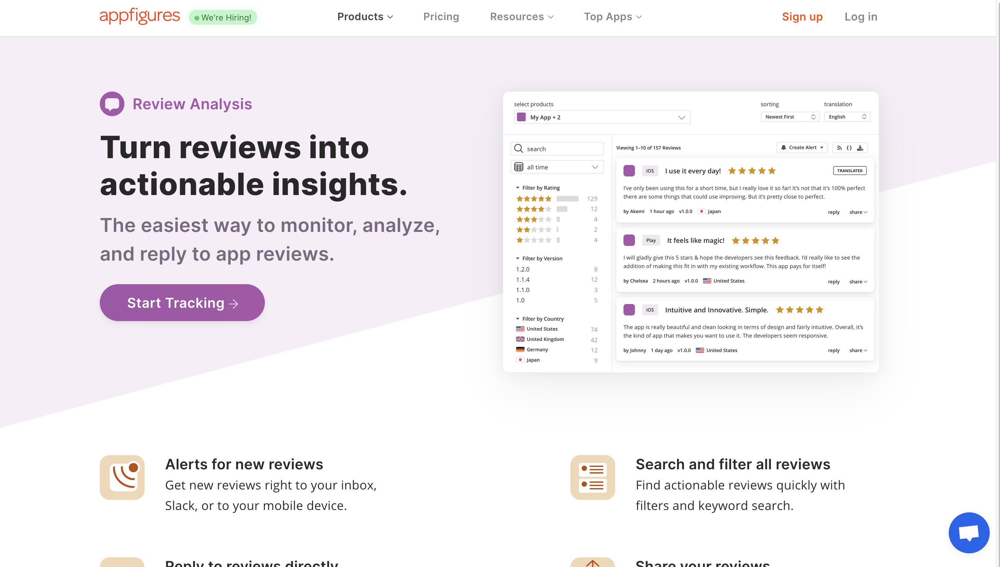 appfigures
We're Hiring!
Products
Pricing
Resources
Top Apps
Sign up
Log in
Review Analysis
Turn reviews into
actionable insights.
The easiest way to monitor, analyze,
and reply to app reviews.
Start Tracking
select products
My App + 2
sorting
Newest First
translation
English
search
all time
Filter by Rating
129
12
4
2
4
Filter by Version
1.2.0 8
1.1.4 12
1.1.0 3
1.0 5
Filter by Country
United States 74
United Kingdom 42
Germany 12
Japan 9
Viewing 1–10 of 157 Reviews
Create Alert
{ }
iOS I use it every day! TRANSLATED
I've only been using this for a short time, but I really love it so far! It's not that it's 100% perfect
there are some things that could use improving. But it's pretty close to perfect.
by Akemi 1 hour ago v1.0.0 Japan reply share
Play It feels like magic!
I will gladly give this 5 stars & hope the developers see this feedback. I'd really like to see the
addition of making this fit in with my existing workflow. This app pays for itself!
by Chelsea 2 hours ago v1.0.0 United States reply share
iOS Intuitive and Innovative. Simple.
The app is really beautiful and clean looking in terms of design and fairly intuitive. Overall, it's
the kind of app that makes you want to use it. The developers seem responsive.
by Johnny 1 day ago v1.0.0 United States reply share
Alerts for new reviews
Get new reviews right to your inbox,
Slack, or to your mobile device.
Search and filter all reviews
Find actionable reviews quickly with
filters and keyword search.
Reply to reviews directly
Share your reviews